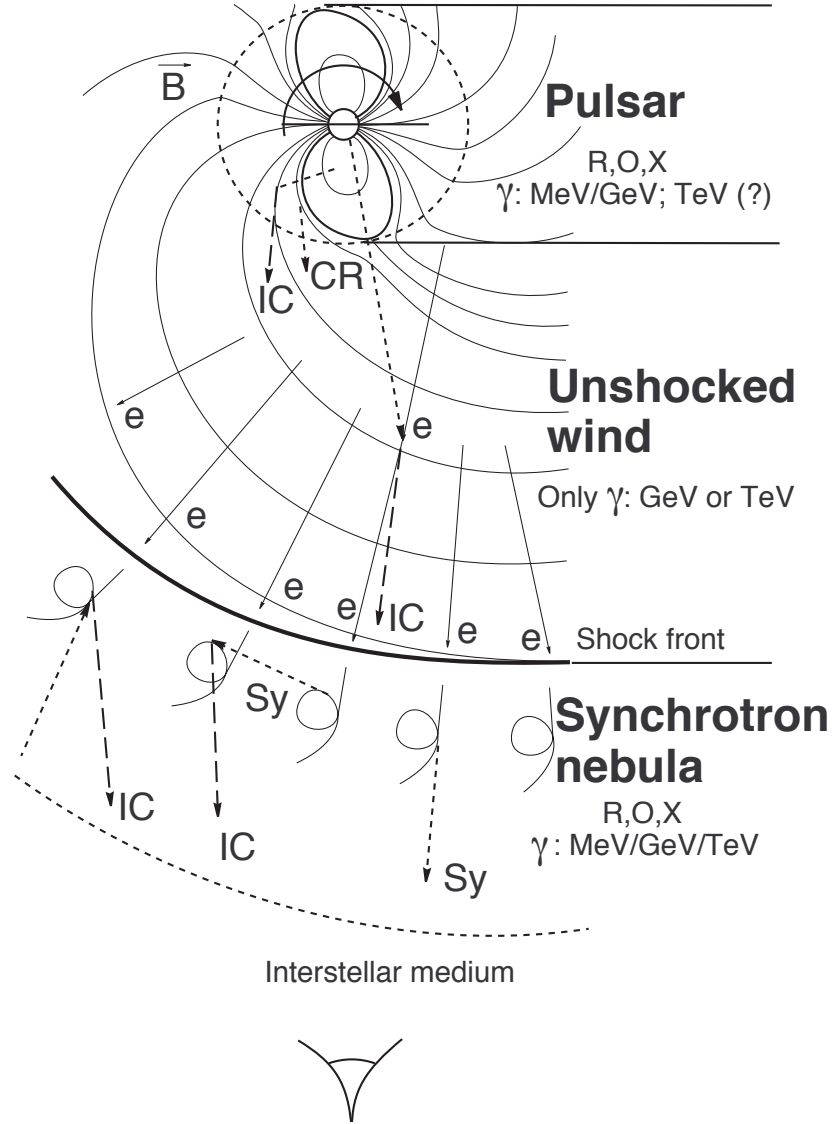 B
Pulsar
R,O,X
γ: MeV/GeV; TeV (?)
IC
CR
Unshocked
wind
Only γ: GeV or TeV
e
e
e
e
e
IC
e
e
Shock front
Sy
Synchrotron
nebula
R,O,X
γ: MeV/GeV/TeV
IC
IC
Sy
Interstellar medium